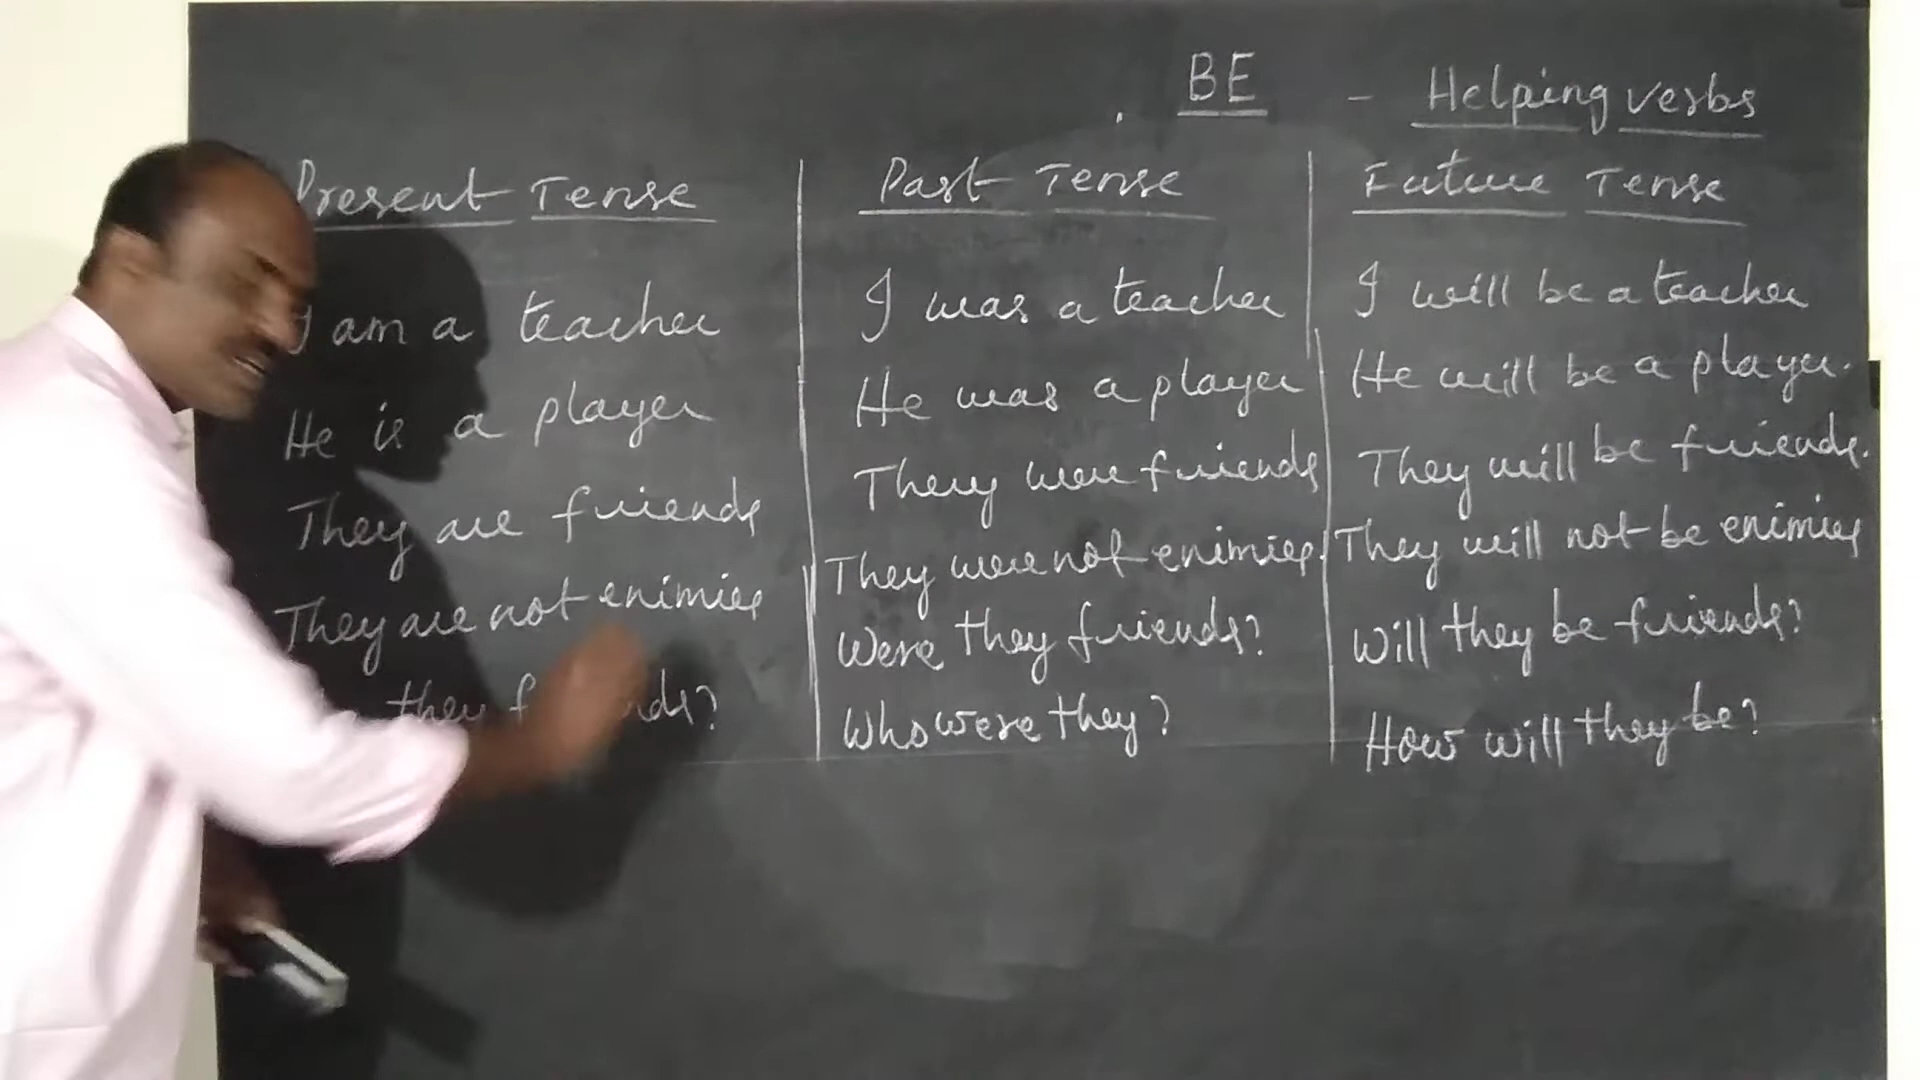 BE - Helping verbs
Present Tense
I am a teacher
He is a player
They are friends
They are not enimies
they
Past Tense
I was a teacher
He was a player
They were friends
They were not enimies.
Were they friends?
Who were they?
Future Tense
I will be a teacher
He will be a player.
They will be friends.
They will not be enimies
Will they be friends?
How will they be?